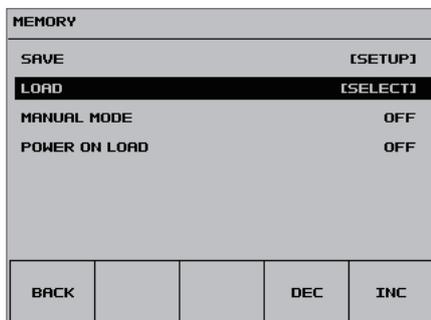 MEMORY
SAVE [SETUP]
LOAD [SELECT]
MANUAL MODE OFF
POWER ON LOAD OFF
BACK DEC INC